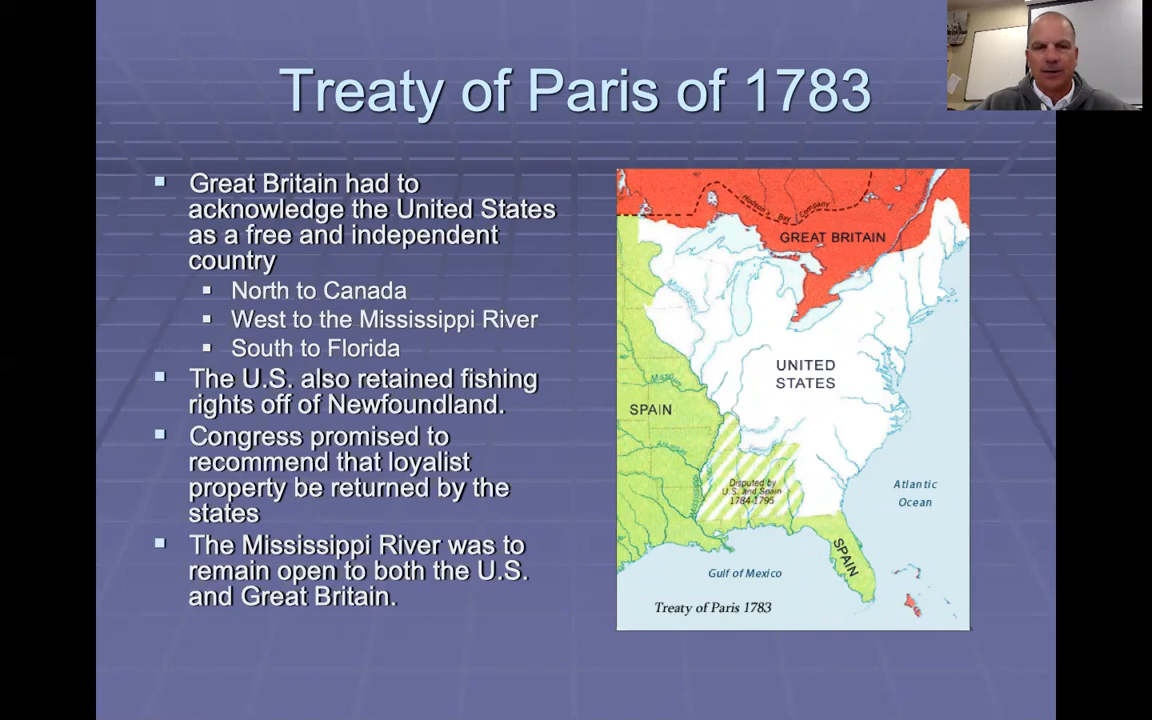 Treaty of Paris of 1783
Great Britain had to
acknowledge the United States
as a free and independent
country
North to Canada
West to the Mississippi River
South to Florida
The U.S. also retained fishing
rights off of Newfoundland.
Congress promised to
recommend that loyalist
property be returned by the
states
The Mississippi River was to
remain open to both the U.S.
and Great Britain.
Hudson's Bay Company
GREAT BRITAIN
UNITED
STATES
SPAIN
Disputed by
U.S. and Spain
1784-1795
Atlantic
Ocean
SPAIN
Gulf of Mexico
Treaty of Paris 1783